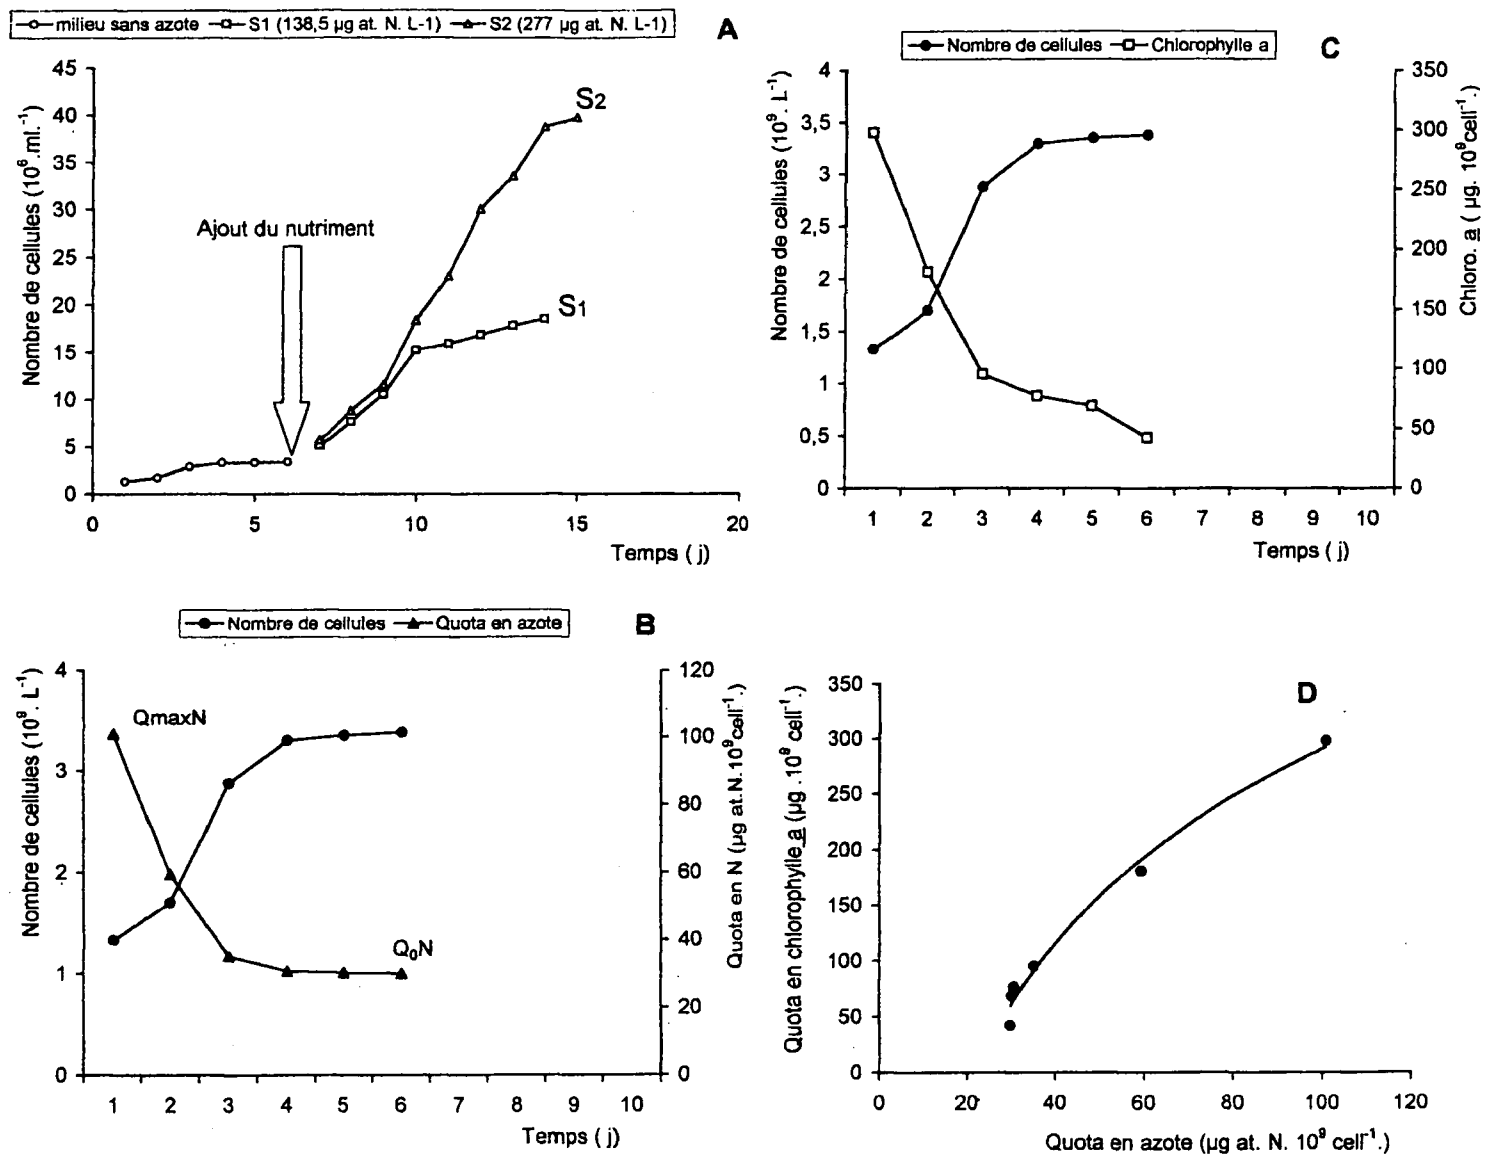 milieu sans azote S1 (138,5 µg at. N. L-1) S2 (277 µg at. N. L-1)
A
Nombre de cellules (10⁶.ml.⁻¹)
45
40
35
30
25
20
15
10
5
0
Ajout du nutriment
S2
S1
0 5 10 15 20
Temps ( j)
Nombre de cellules Chlorophylle a
C
Nombre de cellules (10⁹. L⁻¹)
4
3,5
3
2,5
2
1,5
1
0,5
0
350
300
250
200
150
100
50
0
Chloro. a ( µg. 10⁹cell⁻¹.)
1 2 3 4 5 6 7 8 9 10
Temps ( j)
Nombre de cellules Quota en azote
B
Nombre de cellules (10⁹. L⁻¹)
4
3
2
1
0
QmaxN
Q₀N
120
100
80
60
40
20
0
Quota en N (µg at.N.10⁹cell⁻¹.)
1 2 3 4 5 6 7 8 9 10
Temps ( j)
D
Quota en chlorophylle a (µg .10⁹ cell⁻¹.)
350
300
250
200
150
100
50
0
0 20 40 60 80 100 120
Quota en azote (µg at. N. 10⁹ cell⁻¹.)